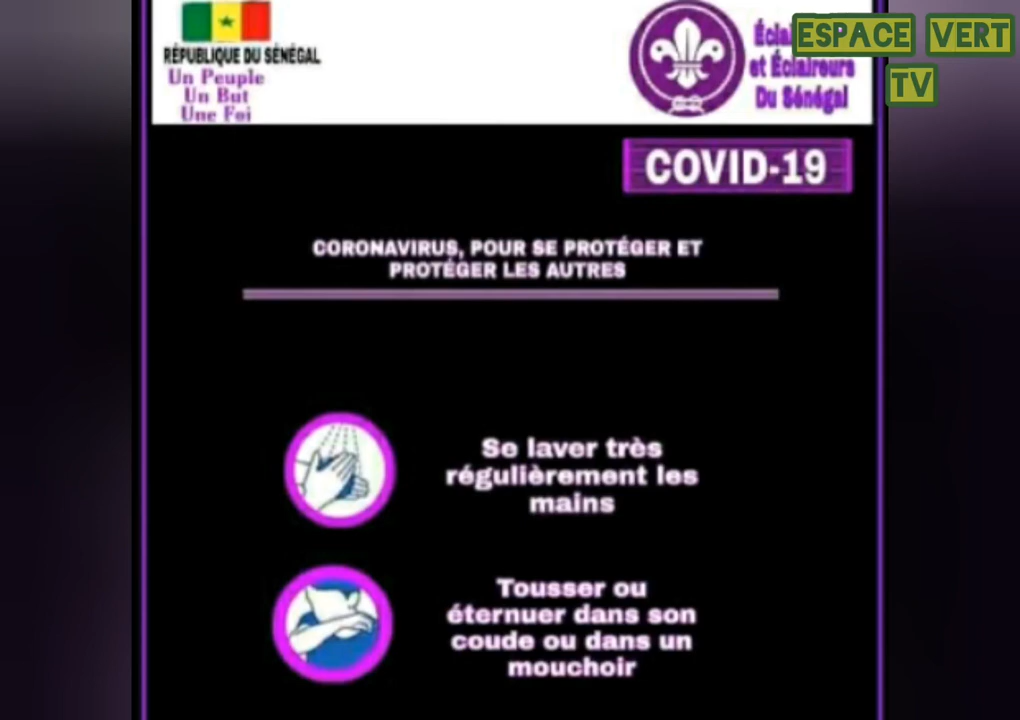 RÉPUBLIQUE DU SÉNÉGAL
Un Peuple
Un But
Une Foi
et Éclaireurs
Du Sénégal
ESPACE VERT
TV
COVID-19
CORONAVIRUS, POUR SE PROTÉGER ET
PROTÉGER LES AUTRES
Se laver très
régulièrement les
mains
Tousser ou
éternuer dans son
coude ou dans un
mouchoir